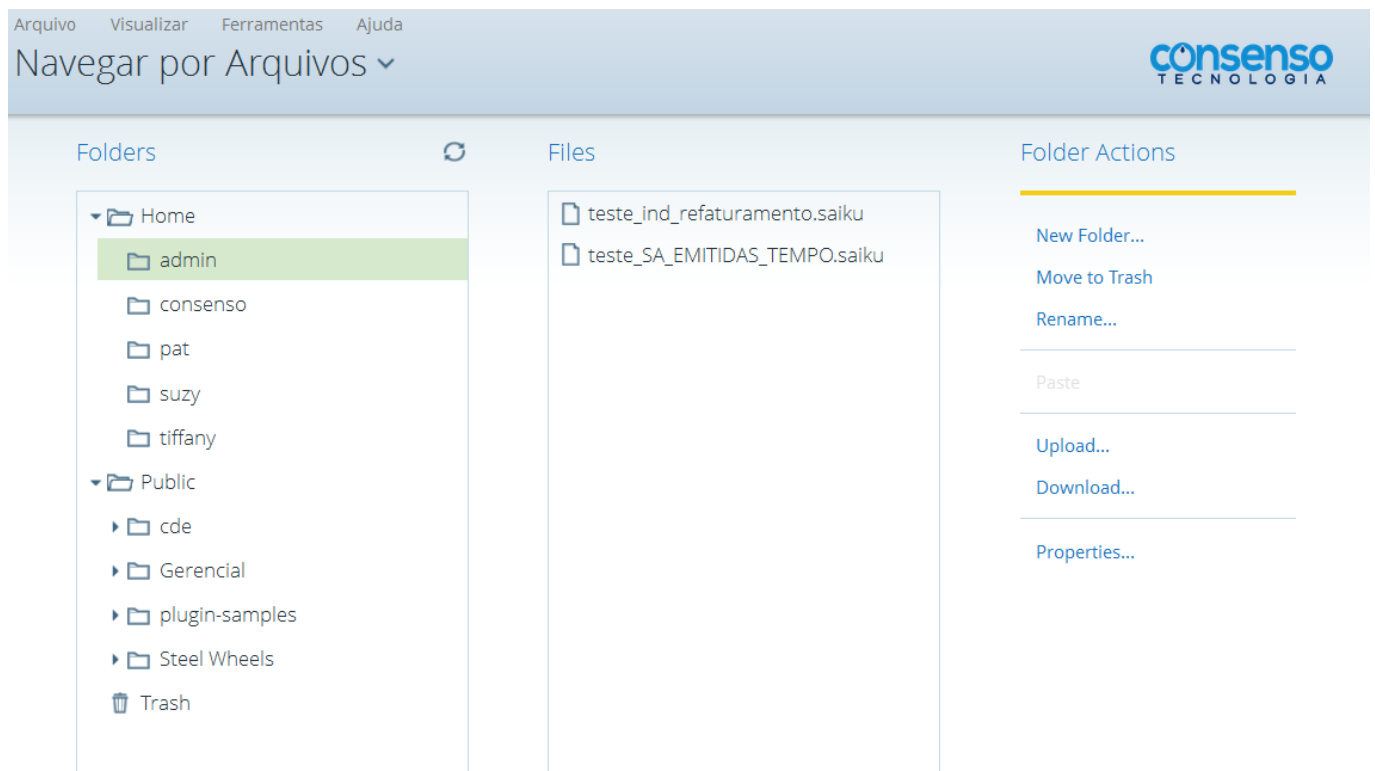 Arquivo Visualizar Ferramentas Ajuda
Navegar por Arquivos
consenso
TECNOLOGIA
Folders
Home
admin
consenso
pat
suzy
tiffany
Public
cde
Gerencial
plugin-samples
Steel Wheels
Trash
Files
teste_ind_refaturamento.saiku
teste_SA_EMITIDAS_TEMPO.saiku
Folder Actions
New Folder...
Move to Trash
Rename...
Paste
Upload...
Download...
Properties...